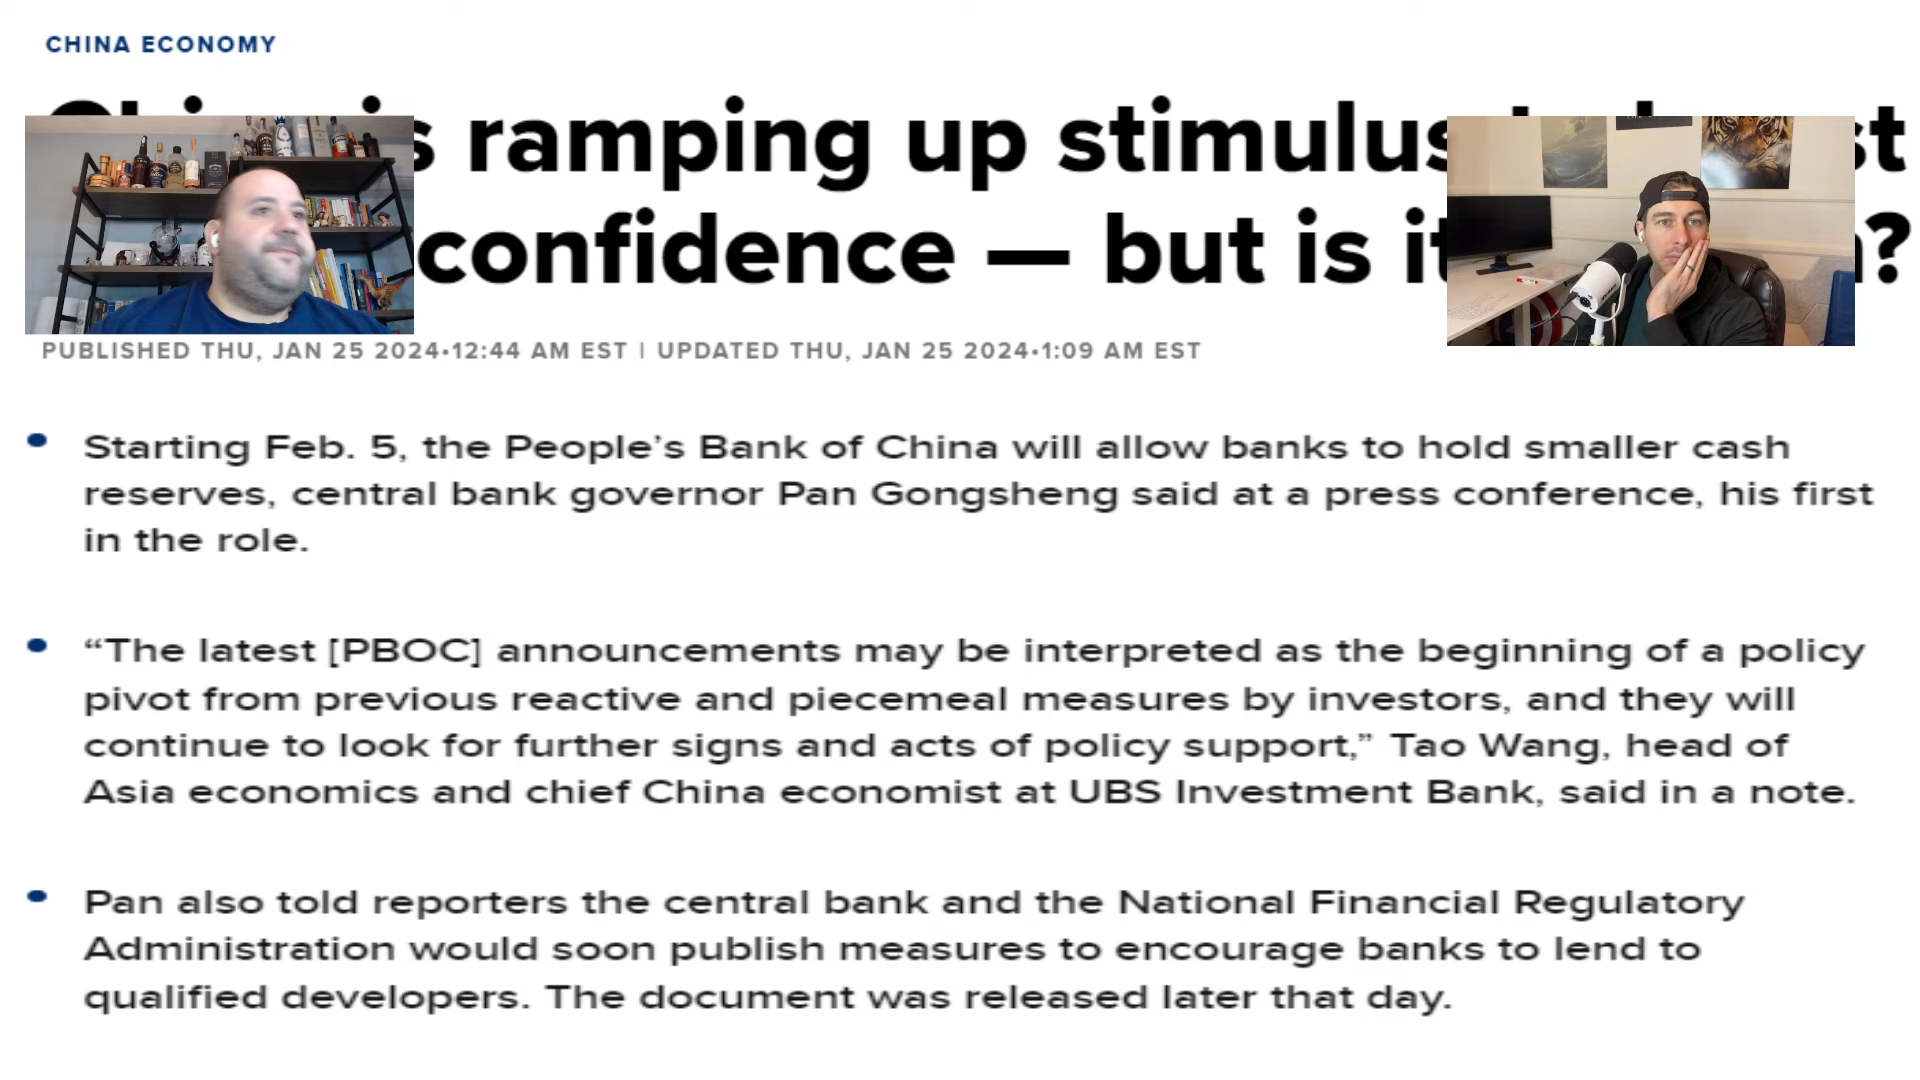 CHINA ECONOMY
ramping up stimulus
confidence — but is it
PUBLISHED THU, JAN 25 2024•12:44 AM EST | UPDATED THU, JAN 25 2024•1:09 AM EST
• Starting Feb. 5, the People’s Bank of China will allow banks to hold smaller cash
reserves, central bank governor Pan Gongsheng said at a press conference, his first
in the role.
• “The latest [PBOC] announcements may be interpreted as the beginning of a policy
pivot from previous reactive and piecemeal measures by investors, and they will
continue to look for further signs and acts of policy support,” Tao Wang, head of
Asia economics and chief China economist at UBS Investment Bank, said in a note.
• Pan also told reporters the central bank and the National Financial Regulatory
Administration would soon publish measures to encourage banks to lend to
qualified developers. The document was released later that day.